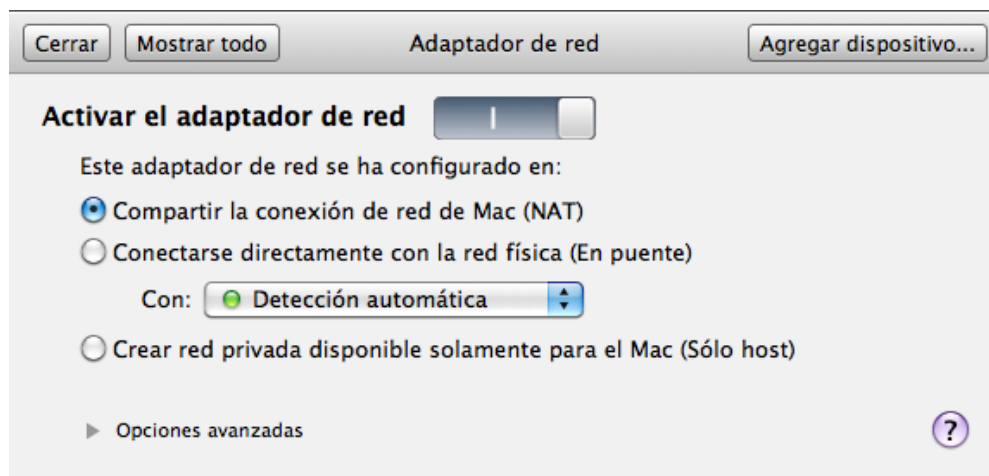 Cerrar Mostrar todo Adaptador de red Agregar dispositivo...
Activar el adaptador de red
Este adaptador de red se ha configurado en:
Compartir la conexión de red de Mac (NAT)
Conectarse directamente con la red física (En puente)
Con: Detección automática
Crear red privada disponible solamente para el Mac (Sólo host)
Opciones avanzadas ?